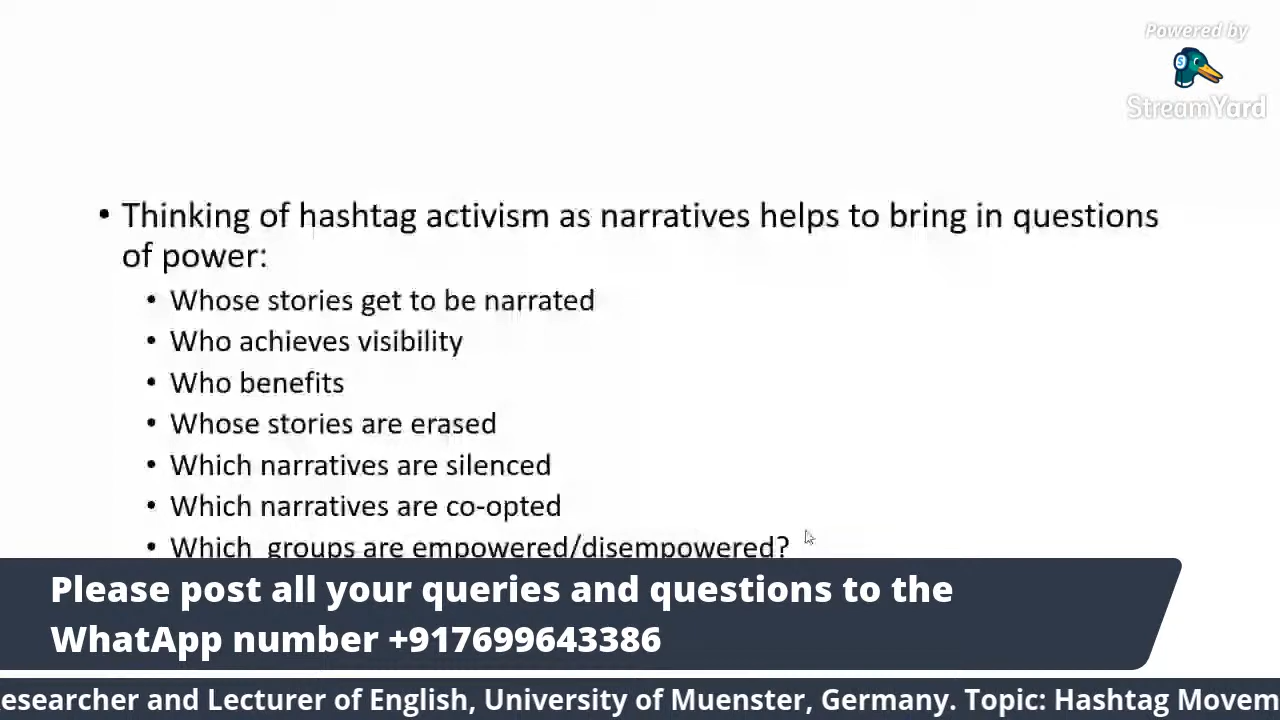 Powered by
StreamYard
• Thinking of hashtag activism as narratives helps to bring in questions
of power:
• Whose stories get to be narrated
• Who achieves visibility
• Who benefits
• Whose stories are erased
• Which narratives are silenced
• Which narratives are co-opted
• Which groups are empowered/disempowered?
Please post all your queries and questions to the
WhatApp number +917699643386
esearcher and Lecturer of English, University of Muenster, Germany. Topic: Hashtag Movem